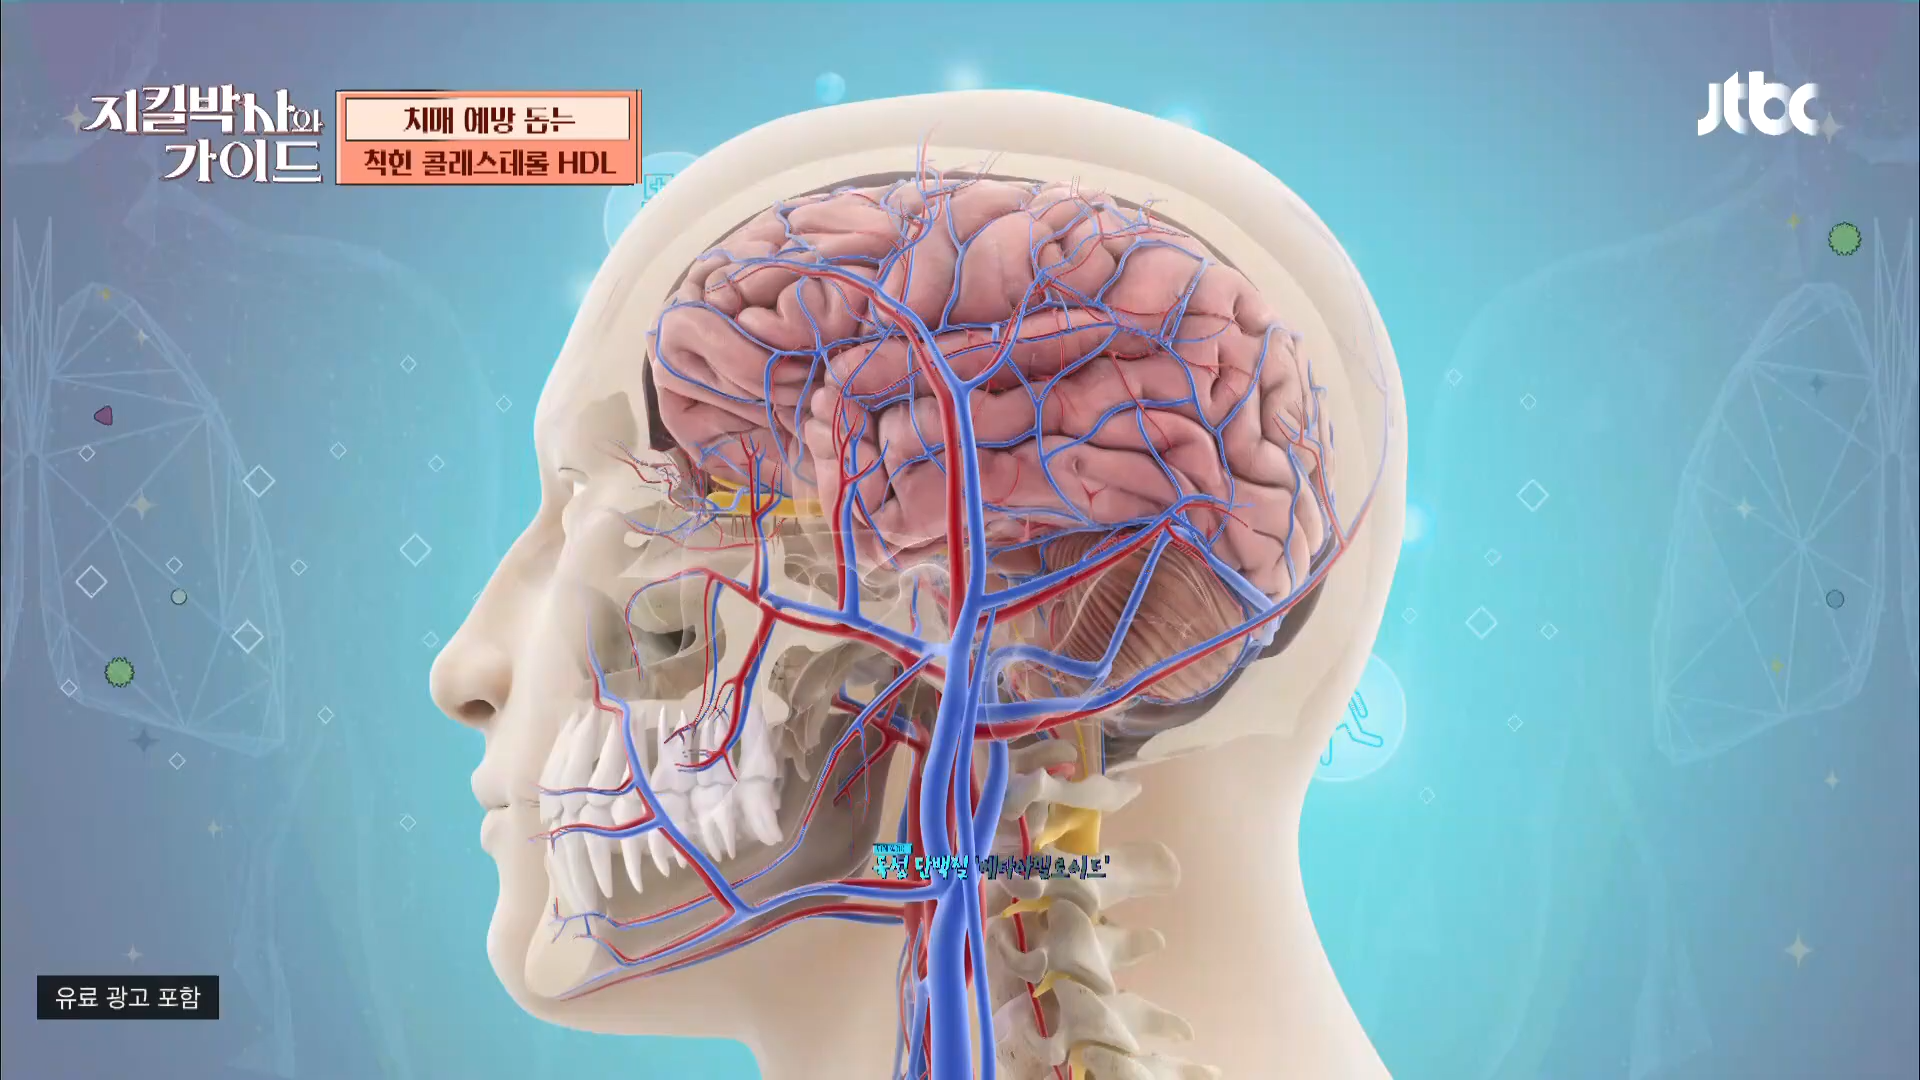 지킬박사와
가이드
치매 예방 돕는
착한 콜레스테롤 HDL
jtbc
독성 단백질 '베타아밀로이드'
유료 광고 포함